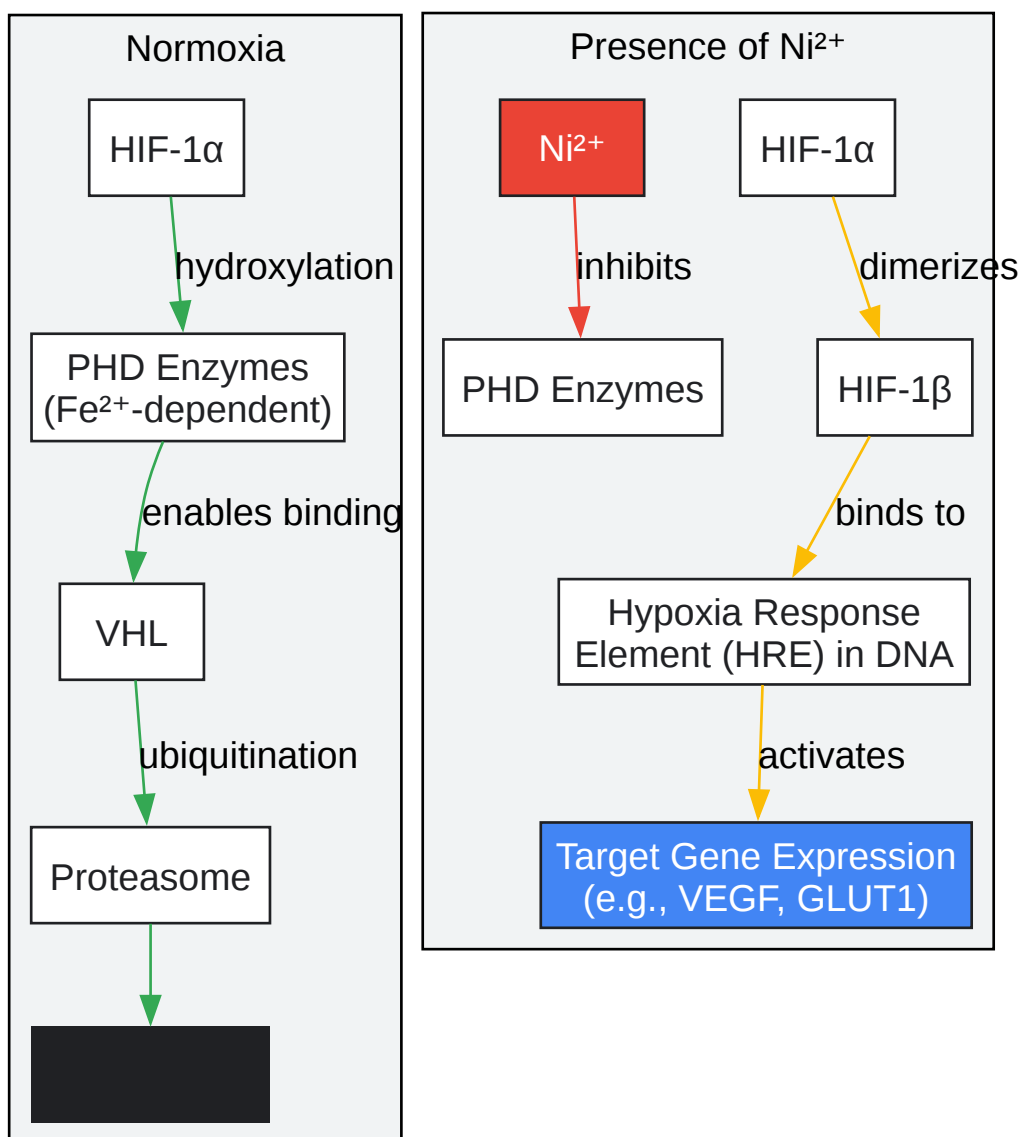 Normoxia
HIF-1α
hydroxylation
PHD Enzymes
(Fe²⁺-dependent)
enables binding
VHL
ubiquitination
Proteasome
Presence of Ni²⁺
Ni²⁺
HIF-1α
inhibits
dimerizes
PHD Enzymes
HIF-1β
binds to
Hypoxia Response
Element (HRE) in DNA
activates
Target Gene Expression
(e.g., VEGF, GLUT1)